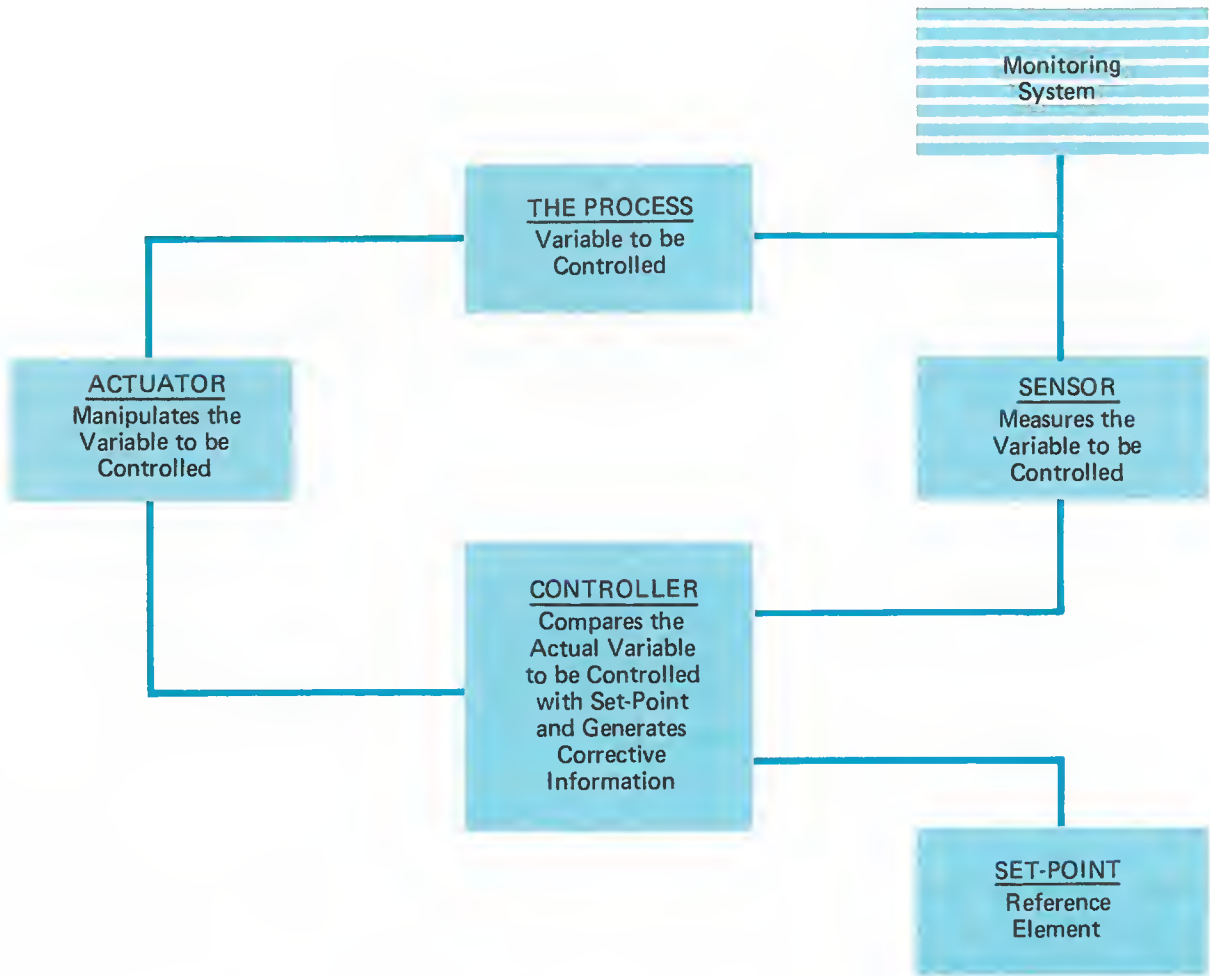 Monitoring
System
THE PROCESS
Variable to be
Controlled
ACTUATOR
Manipulates the
Variable to be
Controlled
SENSOR
Measures the
Variable to be
Controlled
CONTROLLER
Compares the
Actual Variable
to be Controlled
with Set-Point
and Generates
Corrective
Information
SET-POINT
Reference
Element